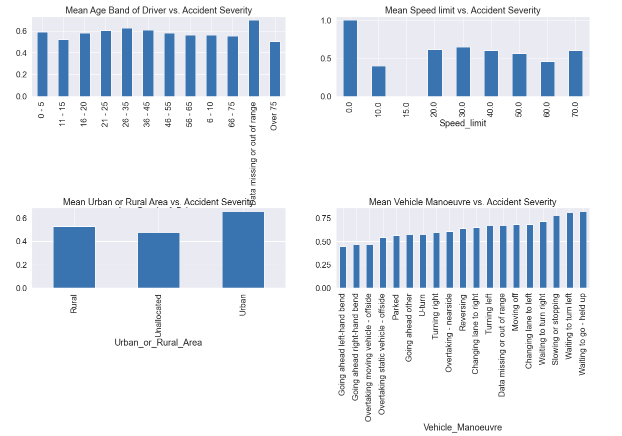 Mean Age Band of Driver vs. Accident Severity
0.6
0.4
0.2
0.0
0 - 5
11 - 15
16 - 20
21 - 25
26 - 35
36 - 45
46 - 55
56 - 65
6 - 10
66 - 75
Data missing or out of range
Over 75
Mean Speed limit vs. Accident Severity
1.0
0.5
0.0
0.0
10.0
15.0
20.0
30.0
40.0
50.0
60.0
70.0
Speed_limit
Mean Urban or Rural Area vs. Accident Severity
0.6
0.4
0.2
0.0
Rural
Unallocated
Urban
Urban_or_Rural_Area
Mean Vehicle Manoeuvre vs. Accident Severity
0.75
0.50
0.25
0.00
Going ahead left-hand bend
Going ahead right-hand bend
Overtaking moving vehicle - offside
Overtaking static vehicle - offside
Parked
Going ahead other
U-turn
Turning right
Overtaking - nearside
Reversing
Changing lane to right
Turning left
Data missing or out of range
Moving off
Changing lane to left
Waiting to turn right
Slowing or stopping
Waiting to turn left
Waiting to go - held up
Vehicle_Manoeuvre